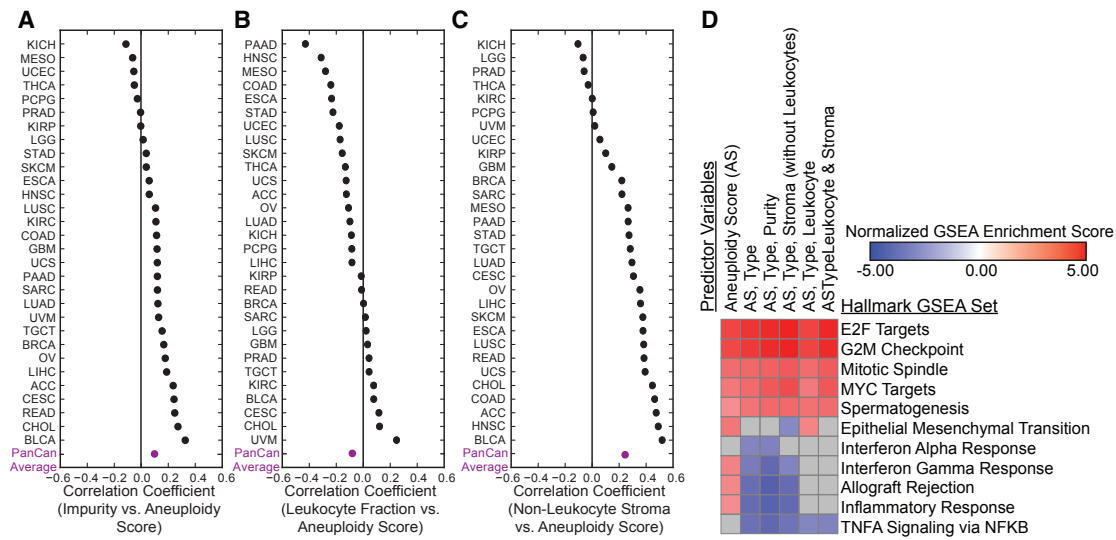 A
KICH
MESO
UCEC
THCA
PCPG
PRAD
KIRP
LGG
STAD
SKCM
ESCA
HNSC
LUSC
KIRC
COAD
GBM
UCS
PAAD
SARC
LUAD
UVM
TGCT
BRCA
OV
LIHC
ACC
CESC
READ
CHOL
BLCA
PanCan
Average
-0.6 -0.4 -0.2 0 0.2 0.4 0.6
Correlation Coefficient
(Impurity vs. Aneuploidy
Score)
B
PAAD
HNSC
MESO
COAD
ESCA
STAD
UCEC
LUSC
SKCM
THCA
UCS
ACC
OV
LUAD
KICH
PCPG
LIHC
KIRP
READ
BRCA
SARC
LGG
GBM
PRAD
TGCT
KIRC
BLCA
CESC
CHOL
UVM
PanCan
Average
-0.6 -0.4 -0.2 0 0.2 0.4 0.6
Correlation Coefficient
(Leukocyte Fraction vs.
Aneuploidy Score)
C
KICH
LGG
PRAD
THCA
KIRC
PCPG
UVM
UCEC
KIRP
GBM
BRCA
SARC
MESO
PAAD
STAD
TGCT
LUAD
CESC
OV
LIHC
SKCM
ESCA
LUSC
READ
UCS
CHOL
COAD
ACC
HNSC
BLCA
PanCan
Average
-0.6 -0.4 -0.2 0 0.2 0.4 0.6
Correlation Coefficient
(Non-Leukocyte Stroma
vs. Aneuploidy Score)
D
Predictor Variables
Aneuploidy Score (AS)
AS, Type
AS, Type, Purity
AS, Type, Stroma (without Leukocytes)
AS, Type, Leukocyte
ASTypeLeukocyte & Stroma
Normalized GSEA Enrichment Score
-5.00 0.00 5.00
Hallmark GSEA Set
E2F Targets
G2M Checkpoint
Mitotic Spindle
MYC Targets
Spermatogenesis
Epithelial Mesenchymal Transition
Interferon Alpha Response
Interferon Gamma Response
Allograft Rejection
Inflammatory Response
TNFA Signaling via NFKB